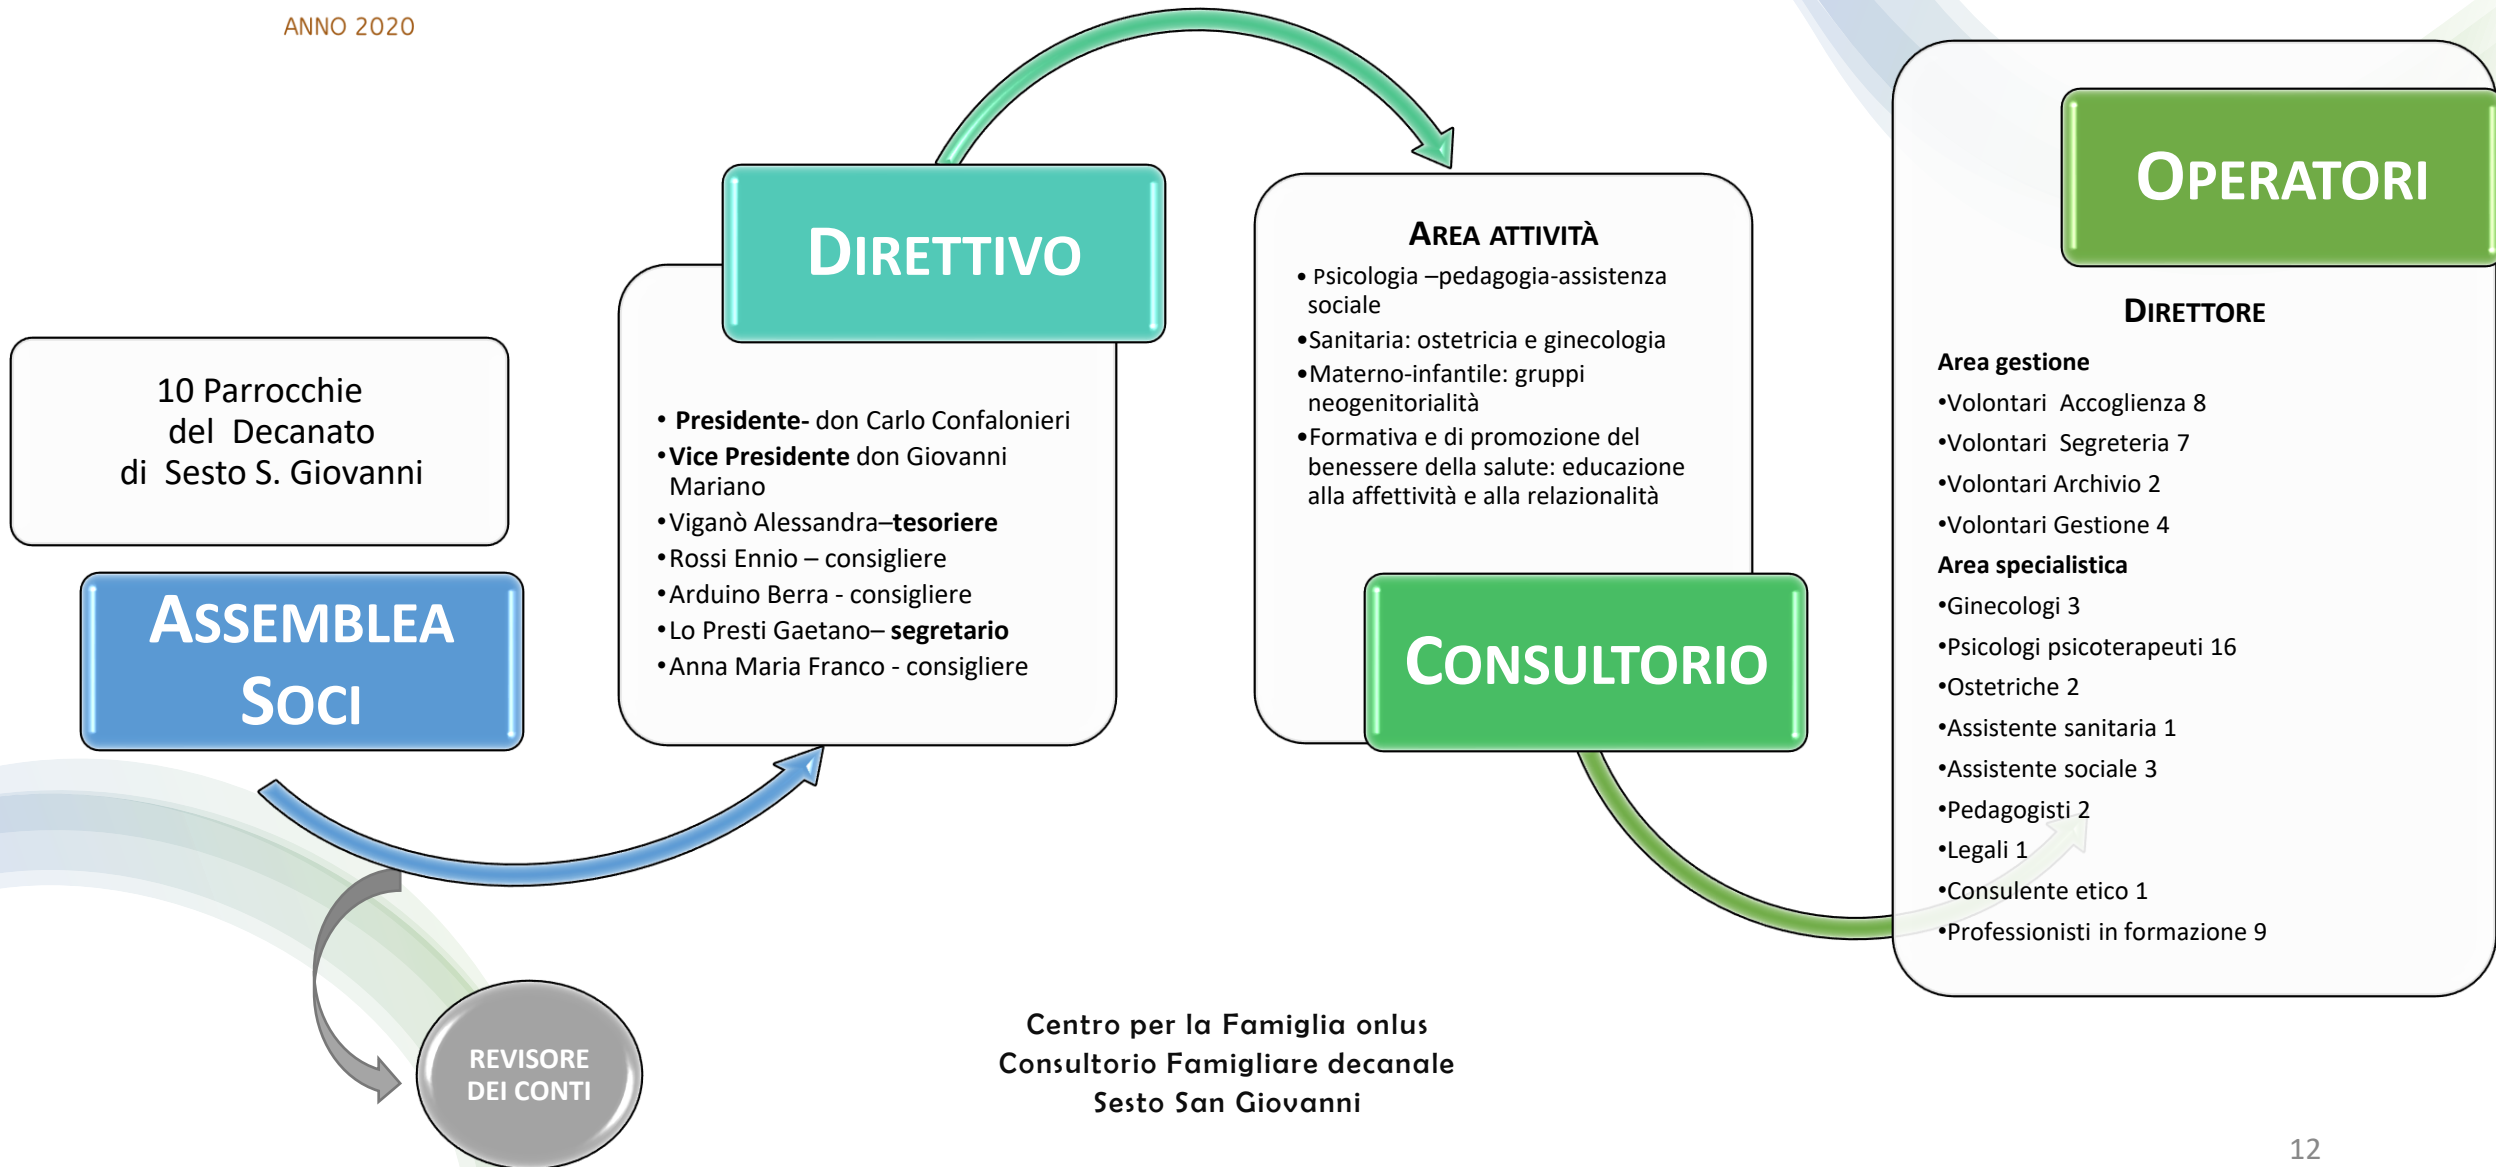 ANNO 2020
10 Parrocchie
del Decanato
di Sesto S. Giovanni
ASSEMBLEA
SOCI
REVISORE
DEI CONTI
DIRETTIVO
• Presidente- don Carlo Confalonieri
•Vice Presidente don Giovanni
Mariano
•Viganò Alessandra–tesoriere
•Rossi Ennio – consigliere
•Arduino Berra - consigliere
•Lo Presti Gaetano– segretario
•Anna Maria Franco - consigliere
AREA ATTIVITÀ
• Psicologia –pedagogia-assistenza
sociale
•Sanitaria: ostetricia e ginecologia
•Materno-infantile: gruppi
neogenitorialità
•Formativa e di promozione del
benessere della salute: educazione
alla affettività e alla relazionalità
CONSULTORIO
OPERATORI
DIRETTORE
Area gestione
•Volontari Accoglienza 8
•Volontari Segreteria 7
•Volontari Archivio 2
•Volontari Gestione 4
Area specialistica
•Ginecologi 3
•Psicologi psicoterapeuti 16
•Ostetriche 2
•Assistente sanitaria 1
•Assistente sociale 3
•Pedagogisti 2
•Legali 1
•Consulente etico 1
•Professionisti in formazione 9
Centro per la Famiglia onlus
Consultorio Famigliare decanale
Sesto San Giovanni
12